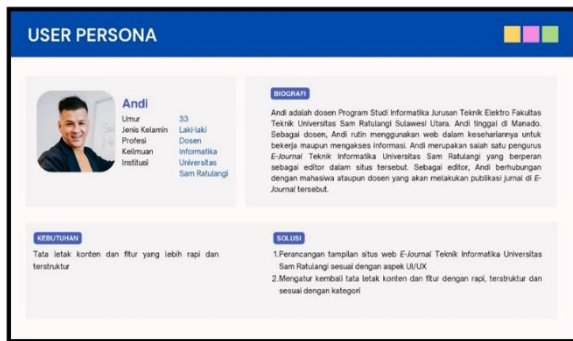 USER PERSONA
Andi
Umur 33
Jenis Kelamin Laki-laki
Profesi Dosen
Keilmuan Informatika
Institusi Universitas
Sam Ratulangi
BIOGRAFI
Andi adalah dosen Program Studi Informatika Jurusan Teknik Elektro Fakultas
Teknik Universitas Sam Ratulangi Sulawesi Utara. Andi tinggal di Manado.
Sebagai dosen, Andi rutin menggunakan web dalam kesehariannya untuk
bekerja maupun mengakses informasi. Andi merupakan salah satu pengurus
E-Journal Teknik Informatika Universitas Sam Ratulangi yang berperan
sebagai editor dalam situs tersebut. Sebagai editor, Andi berhubungan
dengan mahasiwa ataupun dosen yang akan melakukan publikasi jurnal di E-
Journal tersebut.
KEBUTUHAN
Tata letak konten dan fitur yang lebih rapi dan
terstruktur
SOLUSI
1.Perancangan tampilan situs web E-Journal Teknik Informatika Universitas
Sam Ratulangi sesuai dengan aspek UI/UX
2.Mengatur kembali tata letak konten dan fitur dengan rapi, terstruktur dan
sesuai dengan kategori